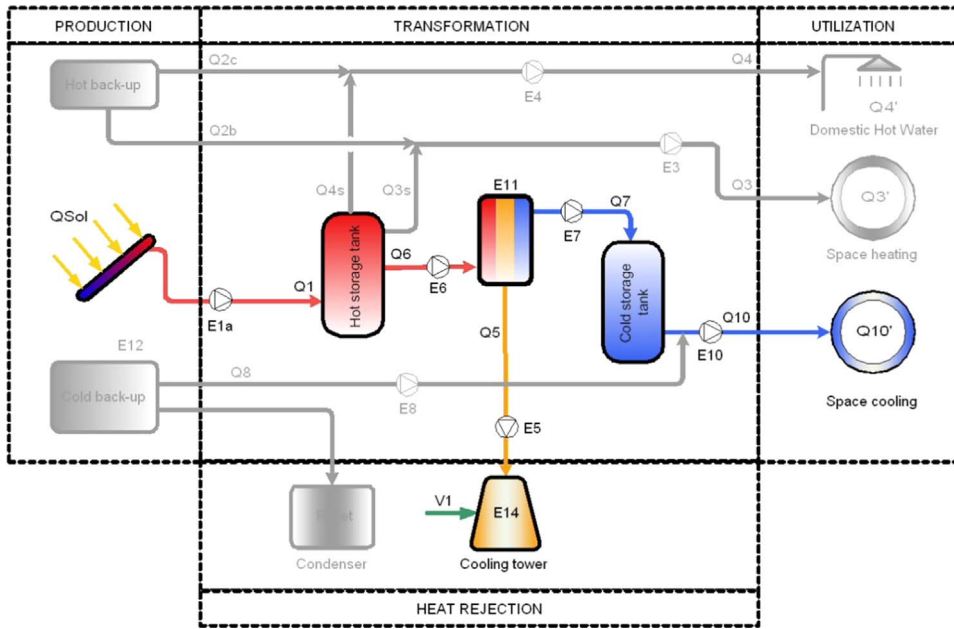 PRODUCTION
TRANSFORMATION
UTILIZATION
Hot back-up
Q2c
E4
Q4
Q4'
Domestic Hot Water
Q2b
E3
Q3
Q3'
Space heating
Q4s
Q3s
E11
QSol
Hot storage tank
Q6
E6
Q7
E7
Q1
E1a
Cold storage
tank
Q5
Q10
E10
Q10'
Space cooling
E12
Cold back-up
Q8
E8
E5
V1
E14
Condenser
Cooling tower
HEAT REJECTION